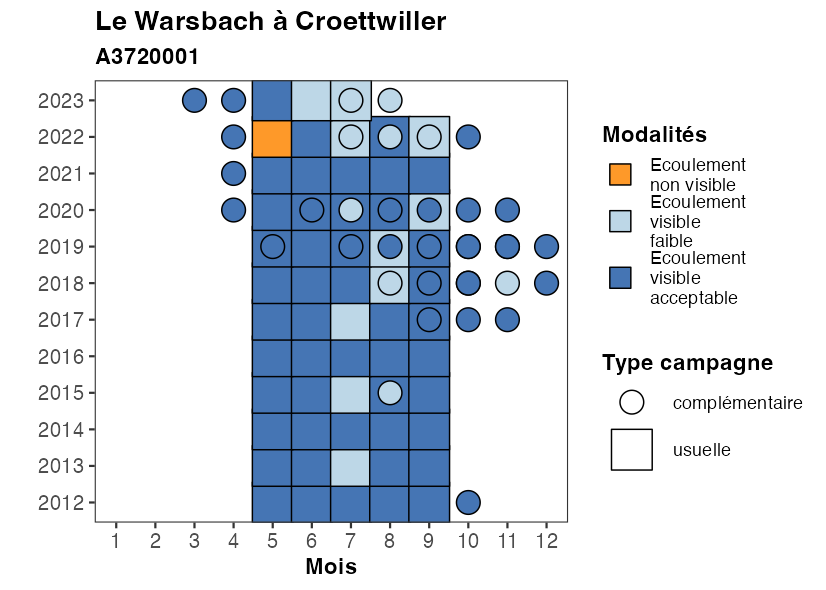 Le Warsbach à Croettwiller
A3720001
2023
2022
2021
2020
2019
2018
2017
2016
2015
2014
2013
2012
1 2 3 4 5 6 7 8 9 10 11 12
Mois
Modalités
Ecoulement
non visible
Ecoulement
visible
faible
Ecoulement
visible
acceptable
Type campagne
complémentaire
usuelle